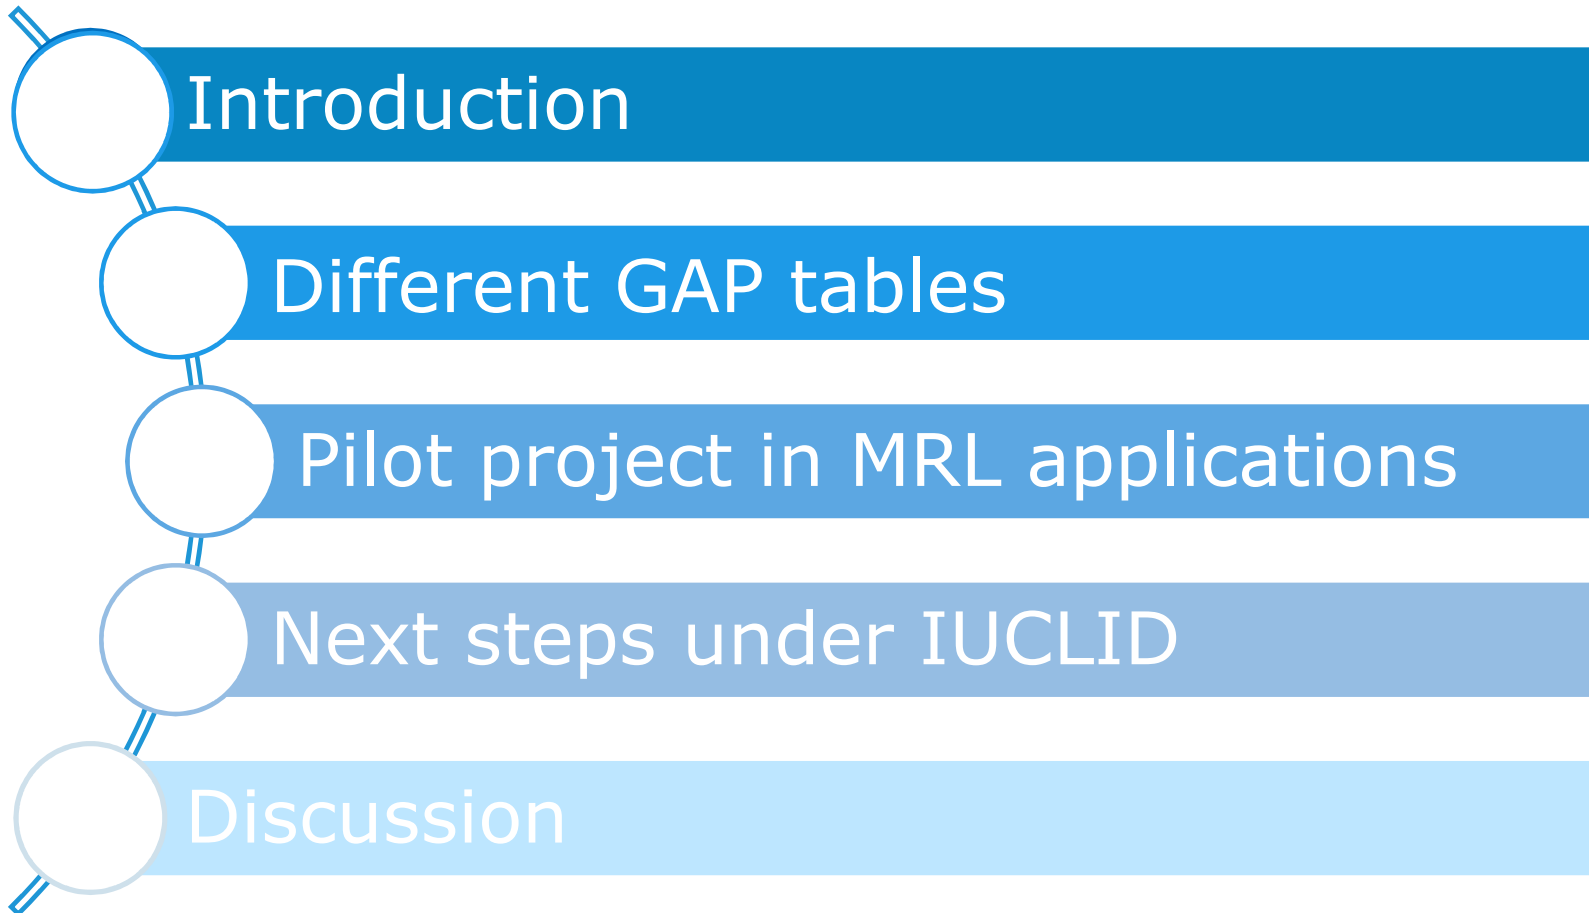 Introduction
Different GAP tables
Pilot project in MRL applications
Next steps under IUCLID
Discussion